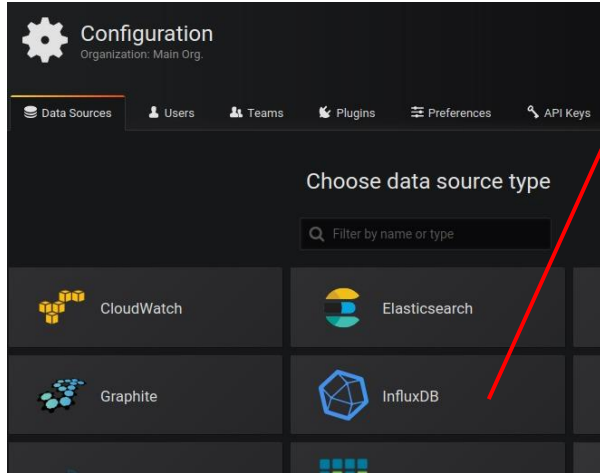 Configuration
Organization: Main Org.
Data Sources Users Teams Plugins Preferences API Keys
Choose data source type
Filter by name or type
CloudWatch Elasticsearch
Graphite InfluxDB